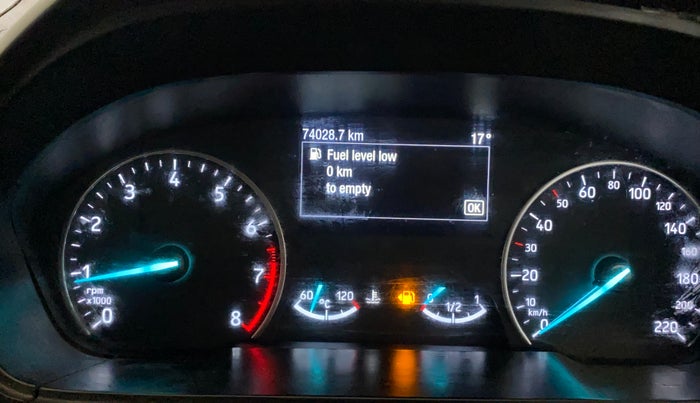 74028.7 km 17°
Fuel level low
0 km
to empty
OK
0 1 2 3 4 5 6 7 8
rpm
x1000
60 °C 120
0 1/2 1
0 10 20 30 40 50 60 80 100 120 140 160 180 200 220
km/h